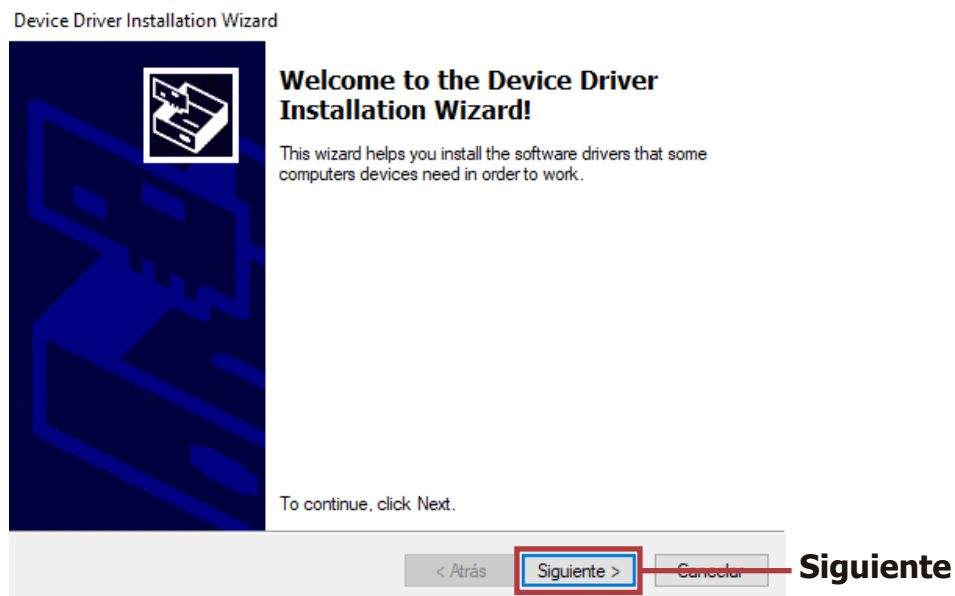 Device Driver Installation Wizard
Welcome to the Device Driver
Installation Wizard!
This wizard helps you install the software drivers that some
computers devices need in order to work.
To continue, click Next.
< Atrás
Siguiente >
Cancelar
Siguiente